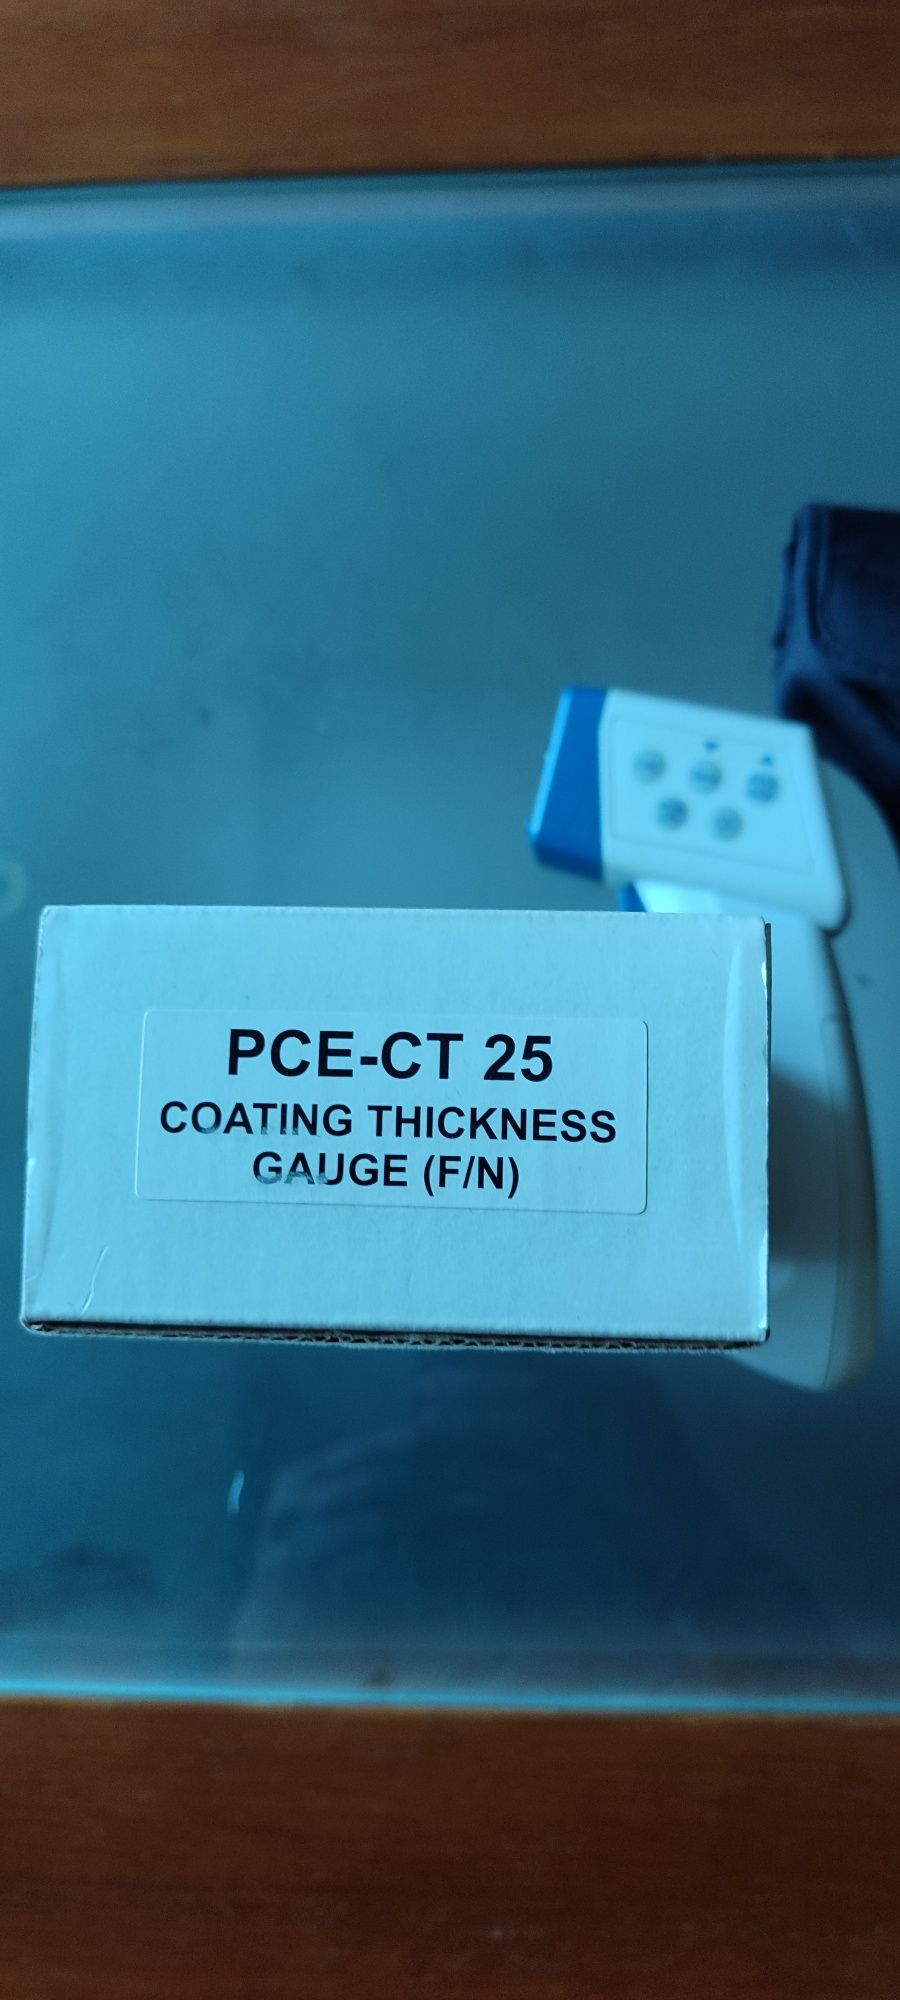 PCE-CT 25
COATING THICKNESS
GAUGE (F/N)